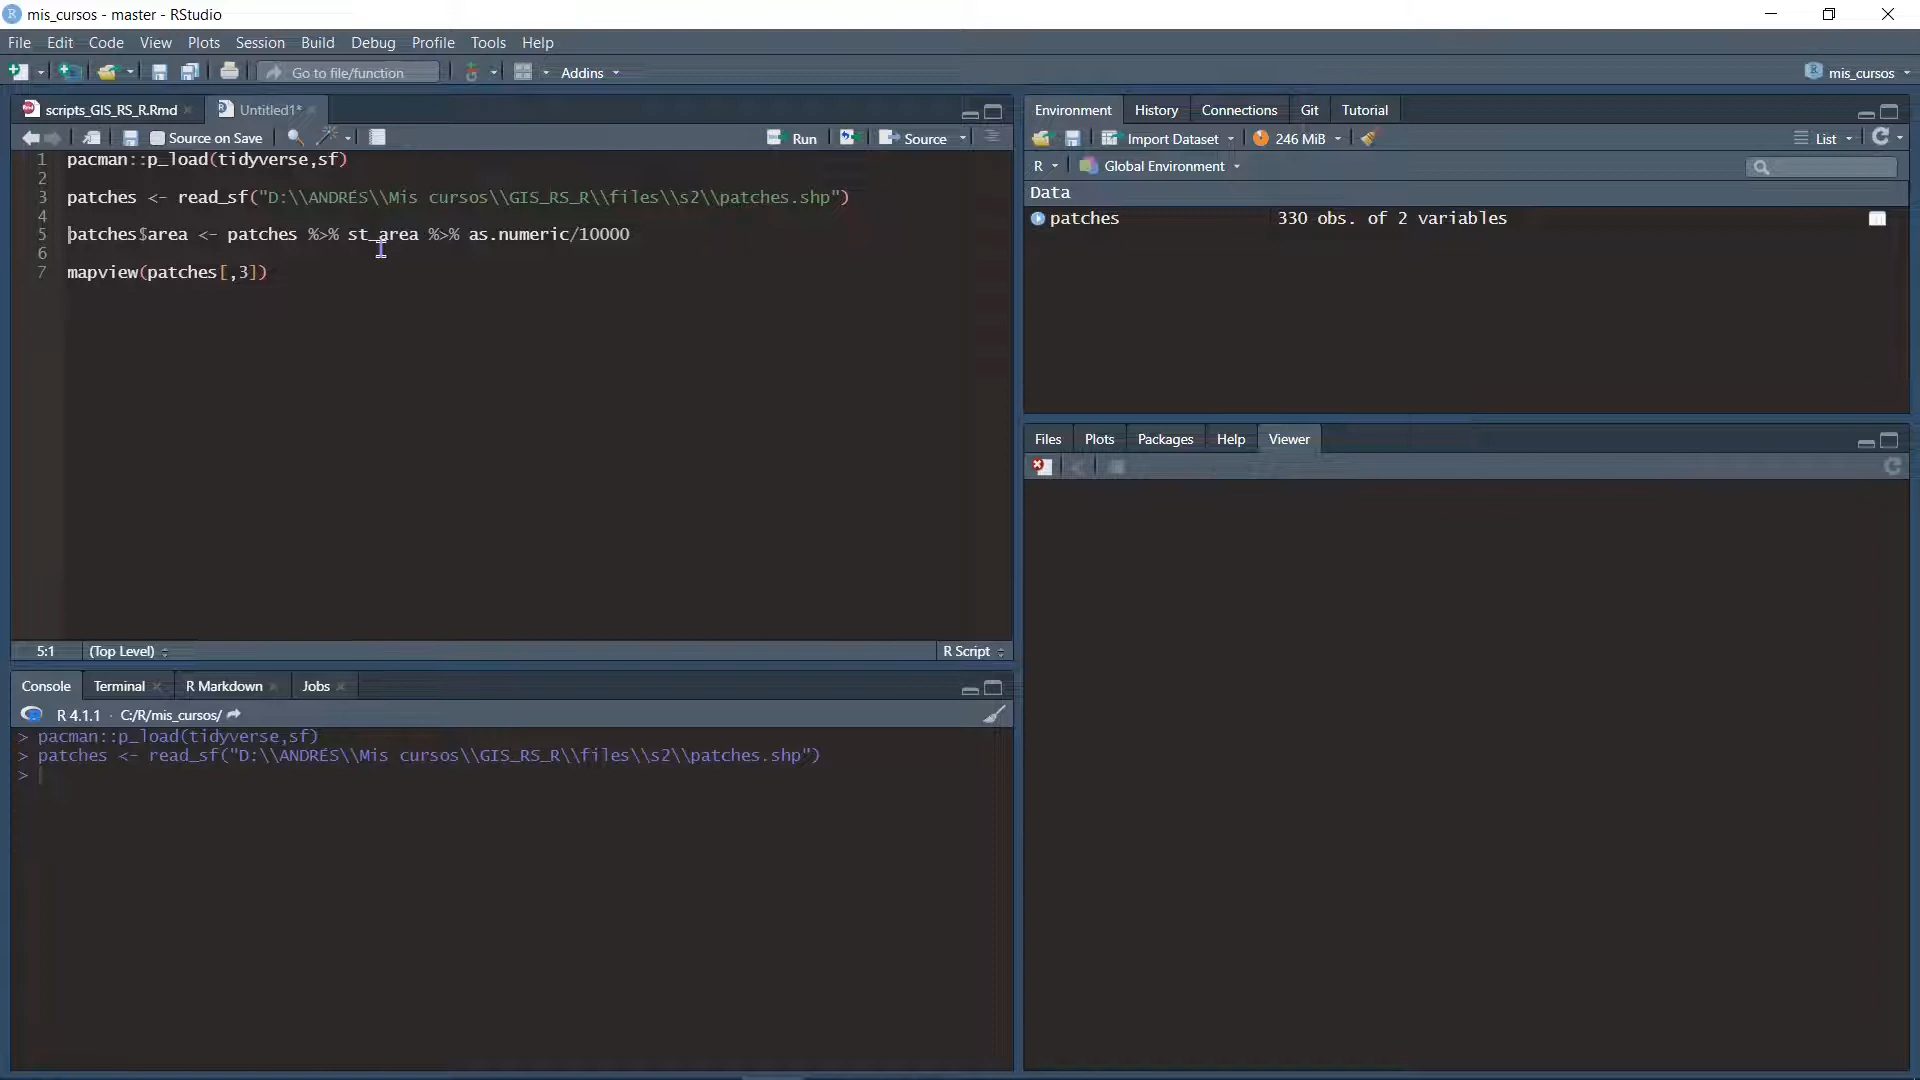 mis_cursos - master - RStudio
File Edit Code View Plots Session Build Debug Profile Tools Help
Go to file/function Addins mis_cursos
scripts_GIS_RS_R.Rmd Untitled1*
Source on Save Run Source
1 pacman::p_load(tidyverse,sf)
2
3 patches <- read_sf("D:\\ANDRÉS\\Mis cursos\\GIS_RS_R\\files\\s2\\patches.shp")
4
5 patches$area <- patches %>% st_area %>% as.numeric/10000
6
7 mapview(patches[,3])
5:1 (Top Level) R Script
Console Terminal R Markdown Jobs
R 4.1.1 · C:/R/mis_cursos/
> pacman::p_load(tidyverse,sf)
> patches <- read_sf("D:\\ANDRÉS\\Mis cursos\\GIS_RS_R\\files\\s2\\patches.shp")
>
Environment History Connections Git Tutorial
Import Dataset 246 MiB List
R Global Environment
Data
patches 330 obs. of 2 variables
Files Plots Packages Help Viewer